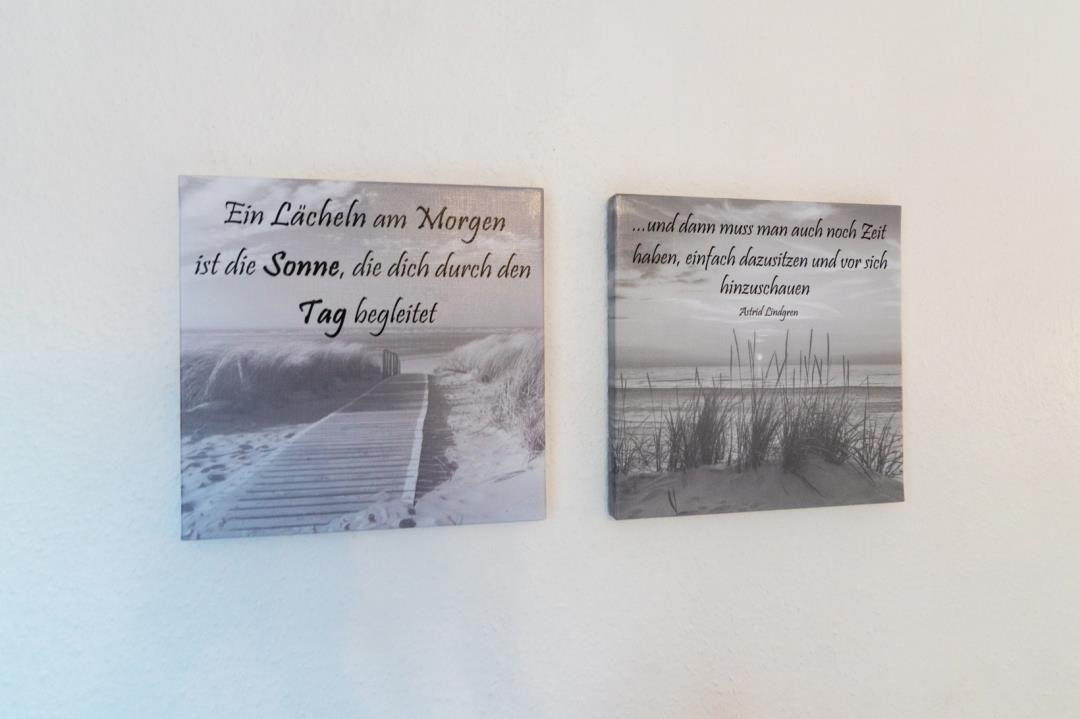 Ein Lächeln am Morgen
ist die Sonne, die dich durch den
Tag begleitet
...und dann muss man auch noch Zeit
haben, einfach dazusitzen und vor sich
hinzuschauen
Astrid Lindgren